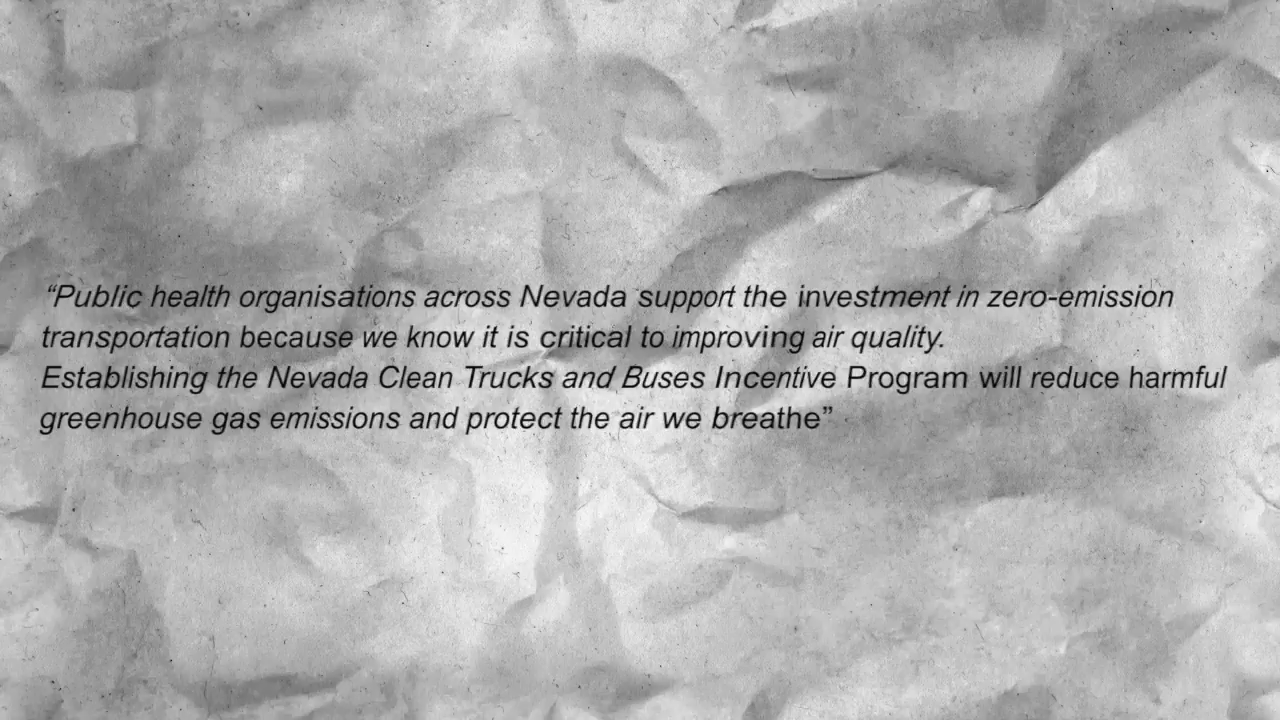 “Public health organisations across Nevada support the investment in zero-emission
transportation because we know it is critical to improving air quality.
Establishing the Nevada Clean Trucks and Buses Incentive Program will reduce harmful
greenhouse gas emissions and protect the air we breathe”